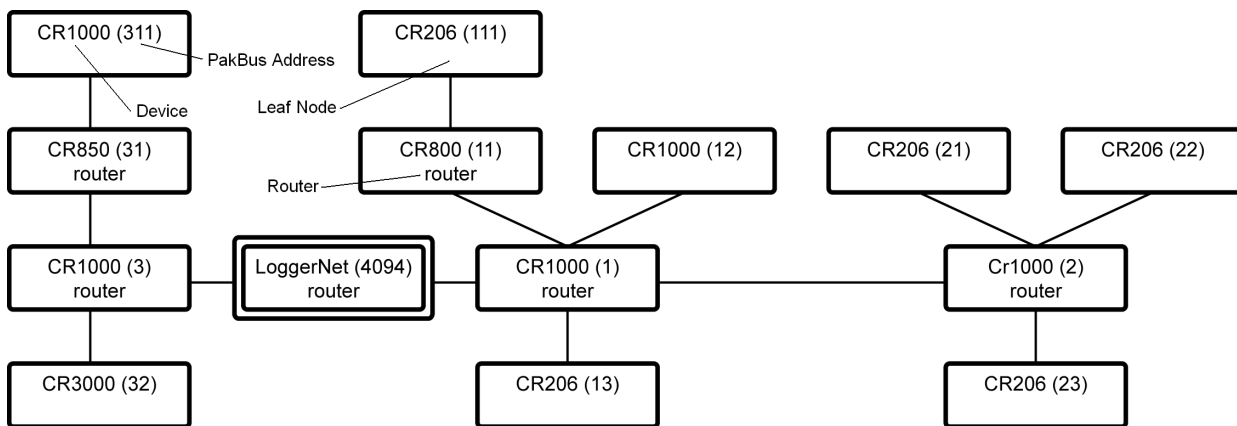 CR1000 (311)
CR206 (111)
PakBus Address
Device
Leaf Node
CR850 (31)
router
CR800 (11)
router
CR1000 (12)
CR206 (21)
CR206 (22)
Router
CR1000 (3)
router
LoggerNet (4094)
router
CR1000 (1)
router
Cr1000 (2)
router
CR3000 (32)
CR206 (13)
CR206 (23)